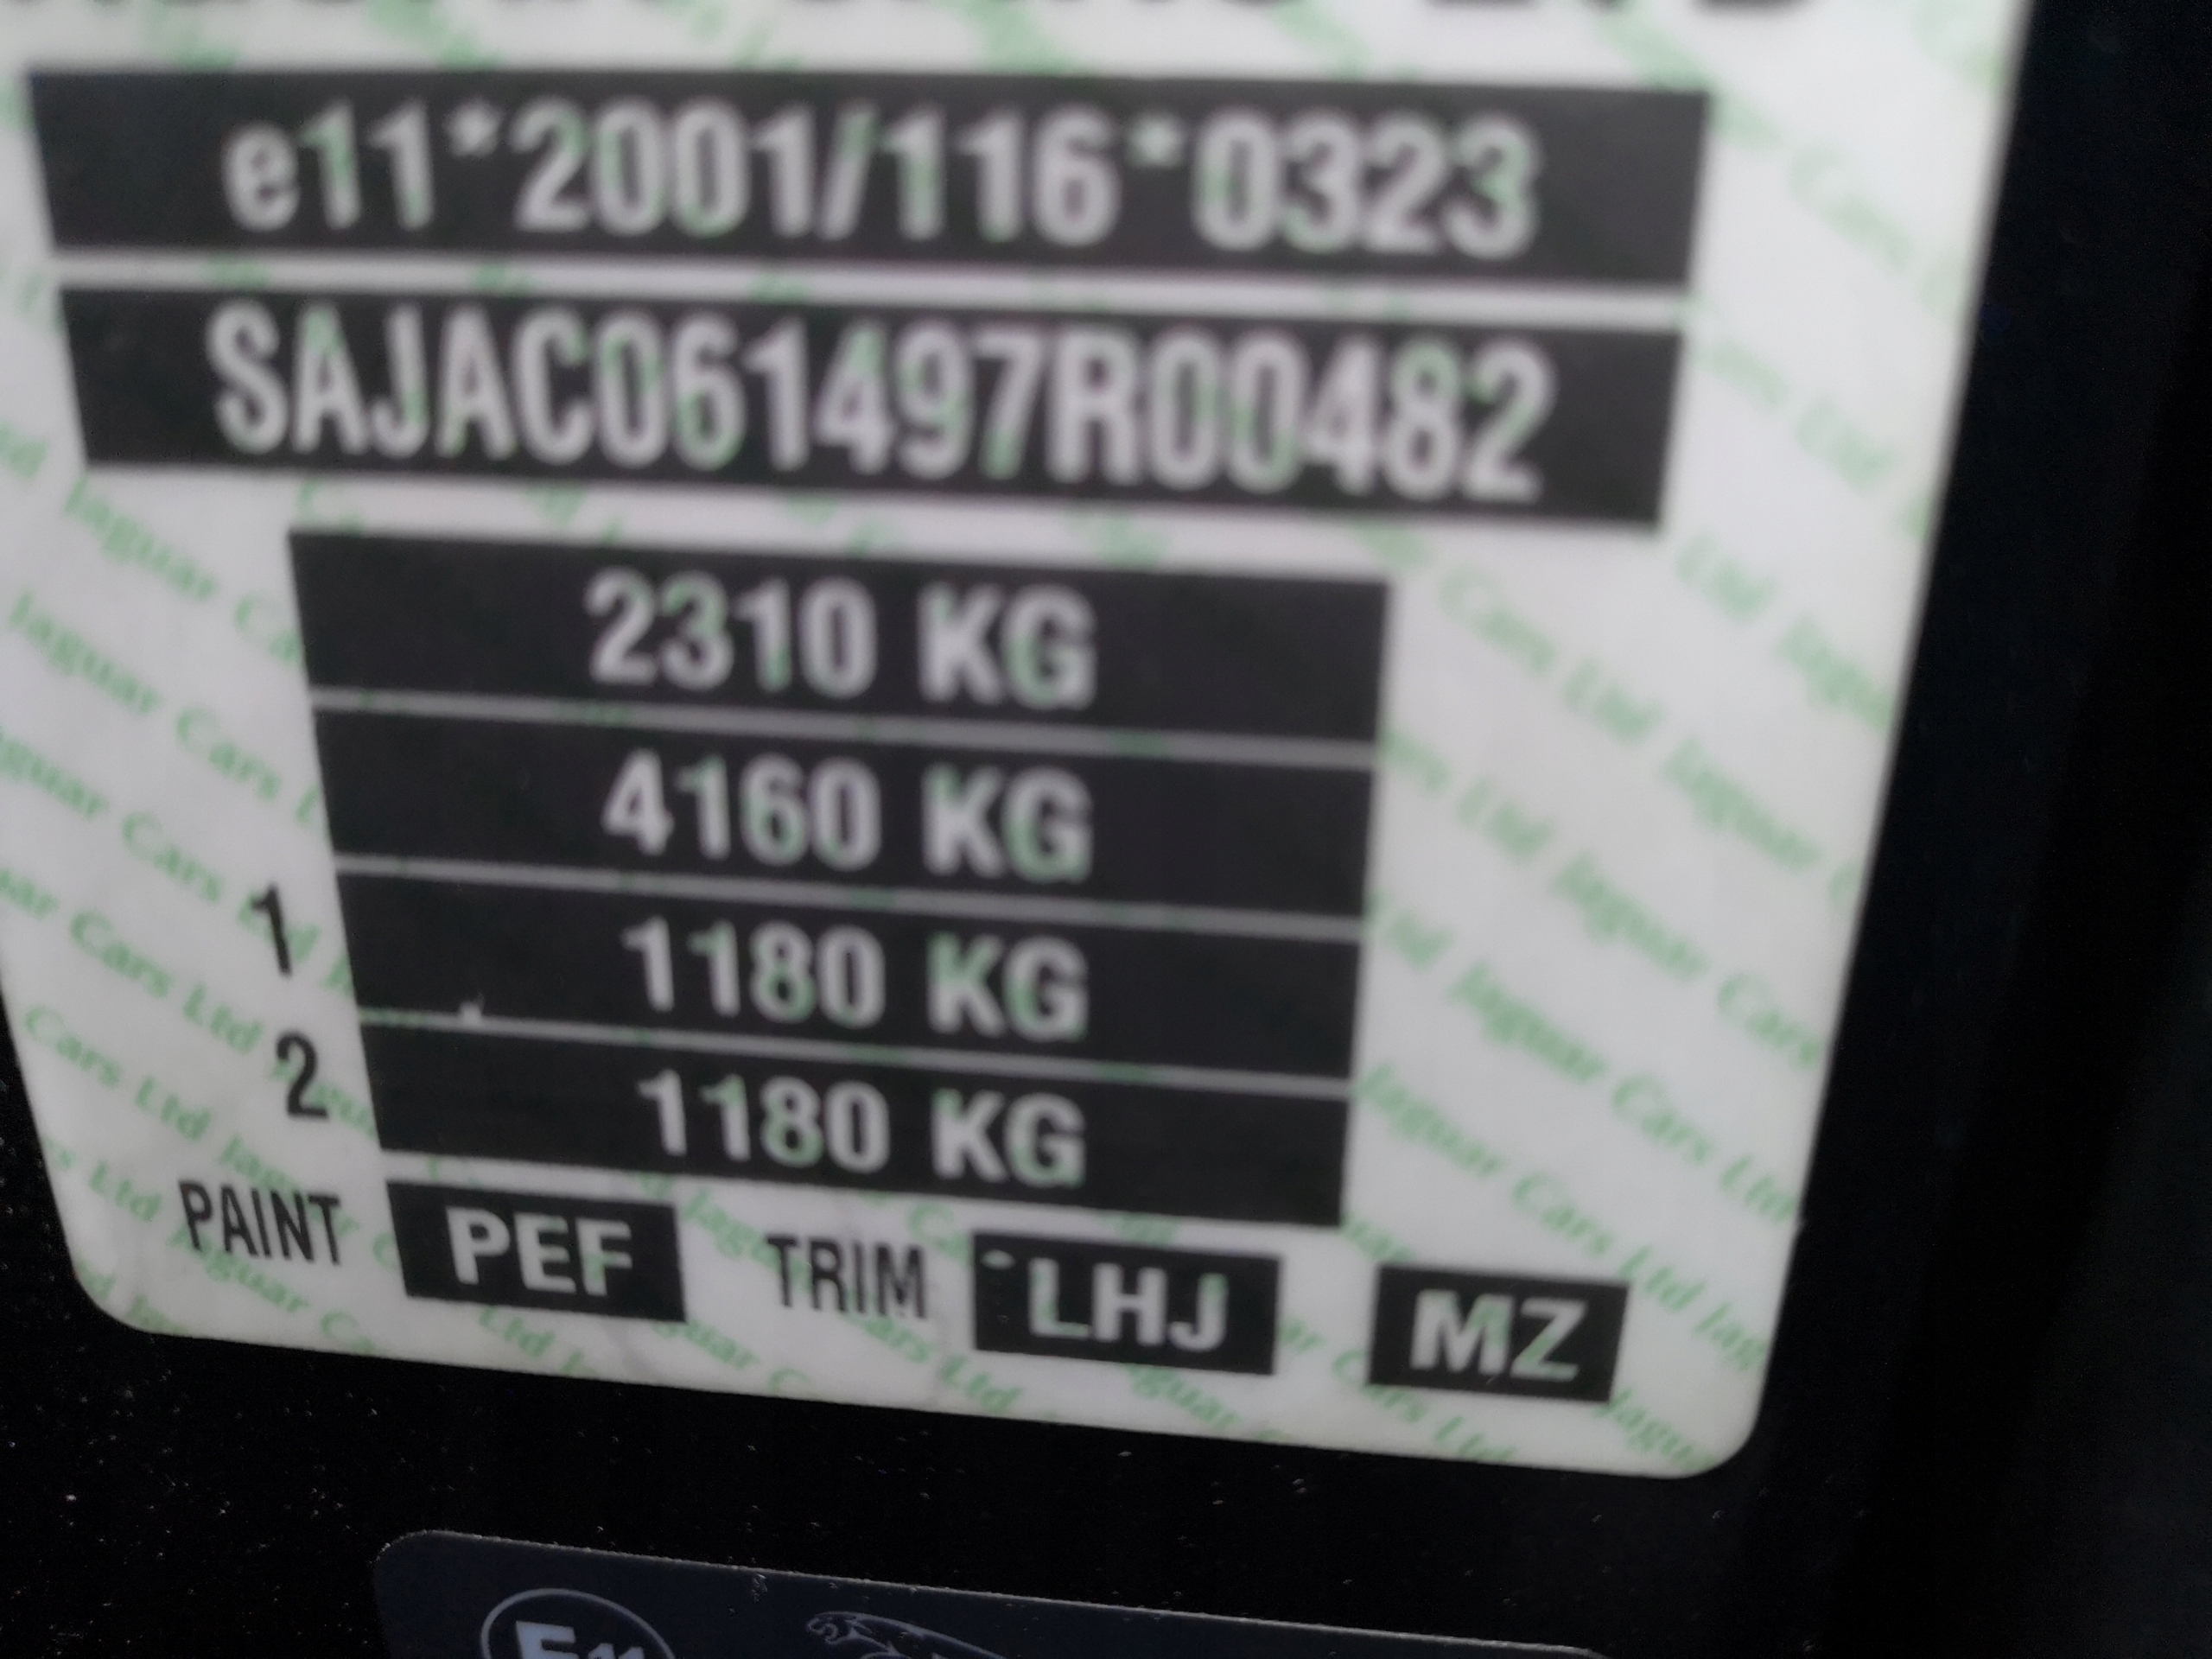 e11*2001/116*0323
SAJAC061497R00482
2310 KG
4160 KG
1 1180 KG
2 1180 KG
PAINT PEF TRIM LHJ MZ
E11